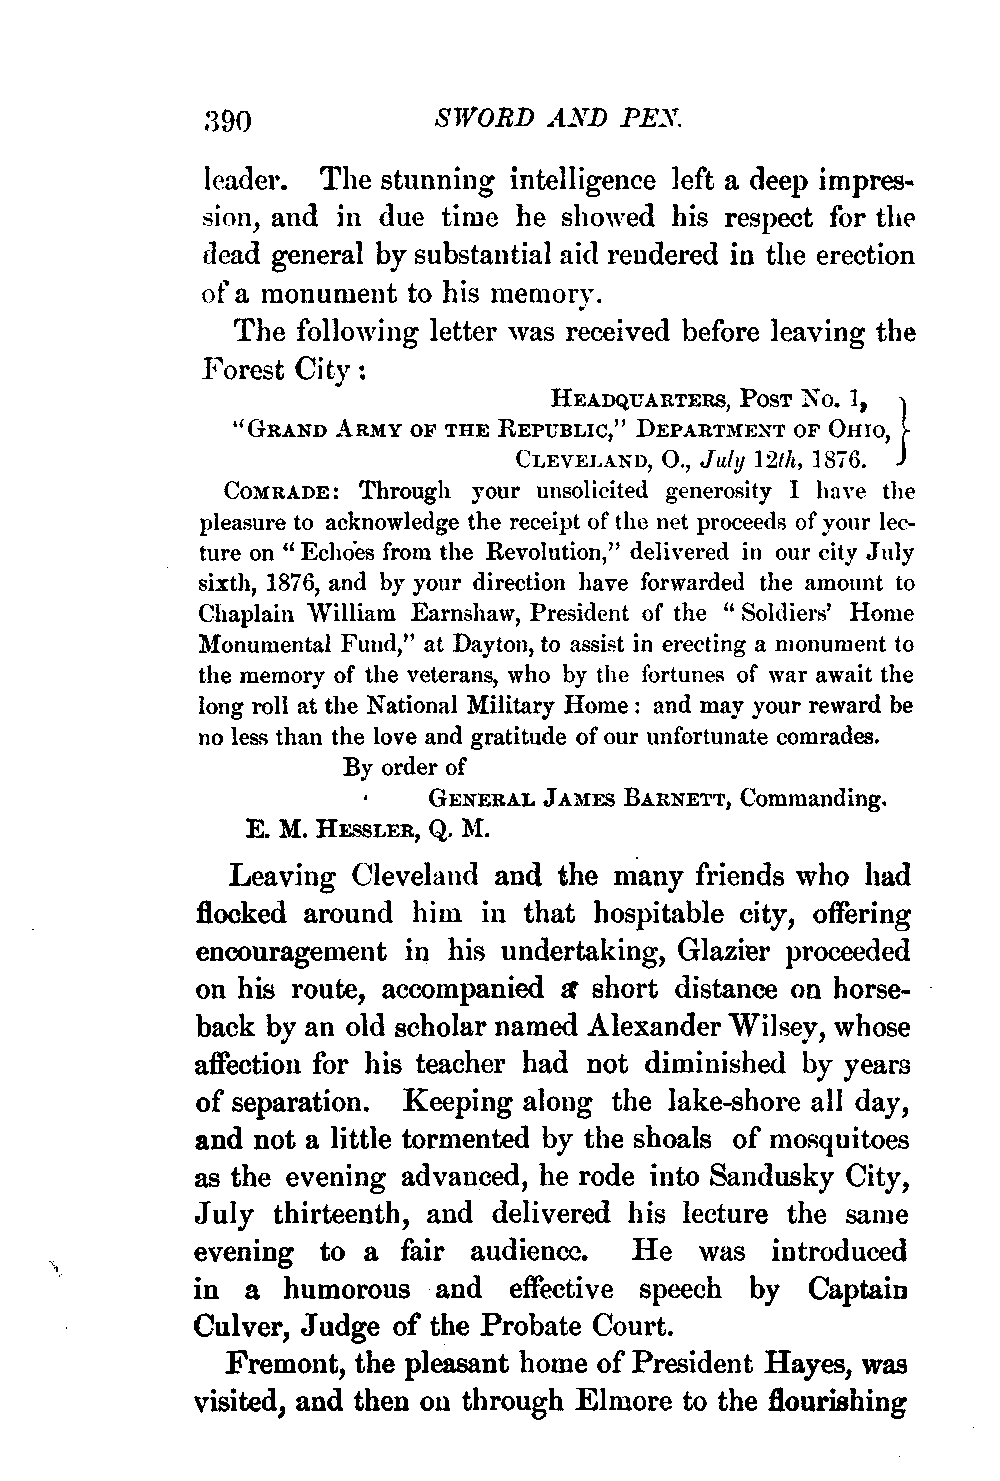 390 SWORD AND PEN.
leader. The stunning intelligence left a deep impres-
sion, and in due time he showed his respect for the
dead general by substantial aid rendered in the erection
of a monument to his memory.
The following letter was received before leaving the
Forest City:
HEADQUARTERS, POST No. 1,
"GRAND ARMY OF THE REPUBLIC," DEPARTMENT OF OHIO,
CLEVELAND, O., July 12th, 1876.
COMRADE: Through your unsolicited generosity I have the
pleasure to acknowledge the receipt of the net proceeds of your lec-
ture on "Echoes from the Revolution," delivered in our city July
sixth, 1876, and by your direction have forwarded the amount to
Chaplain William Earnshaw, President of the "Soldiers' Home
Monumental Fund," at Dayton, to assist in erecting a monument to
the memory of the veterans, who by the fortunes of war await the
long roll at the National Military Home: and may your reward be
no less than the love and gratitude of our unfortunate comrades.
By order of
GENERAL JAMES BARNETT, Commanding.
E. M. HESSLER, Q. M.
Leaving Cleveland and the many friends who had
flocked around him in that hospitable city, offering
encouragement in his undertaking, Glazier proceeded
on his route, accompanied a short distance on horse-
back by an old scholar named Alexander Wilsey, whose
affection for his teacher had not diminished by years
of separation. Keeping along the lake-shore all day,
and not a little tormented by the shoals of mosquitoes
as the evening advanced, he rode into Sandusky City,
July thirteenth, and delivered his lecture the same
evening to a fair audience. He was introduced
in a humorous and effective speech by Captain
Culver, Judge of the Probate Court.
Fremont, the pleasant home of President Hayes, was
visited, and then on through Elmore to the flourishing